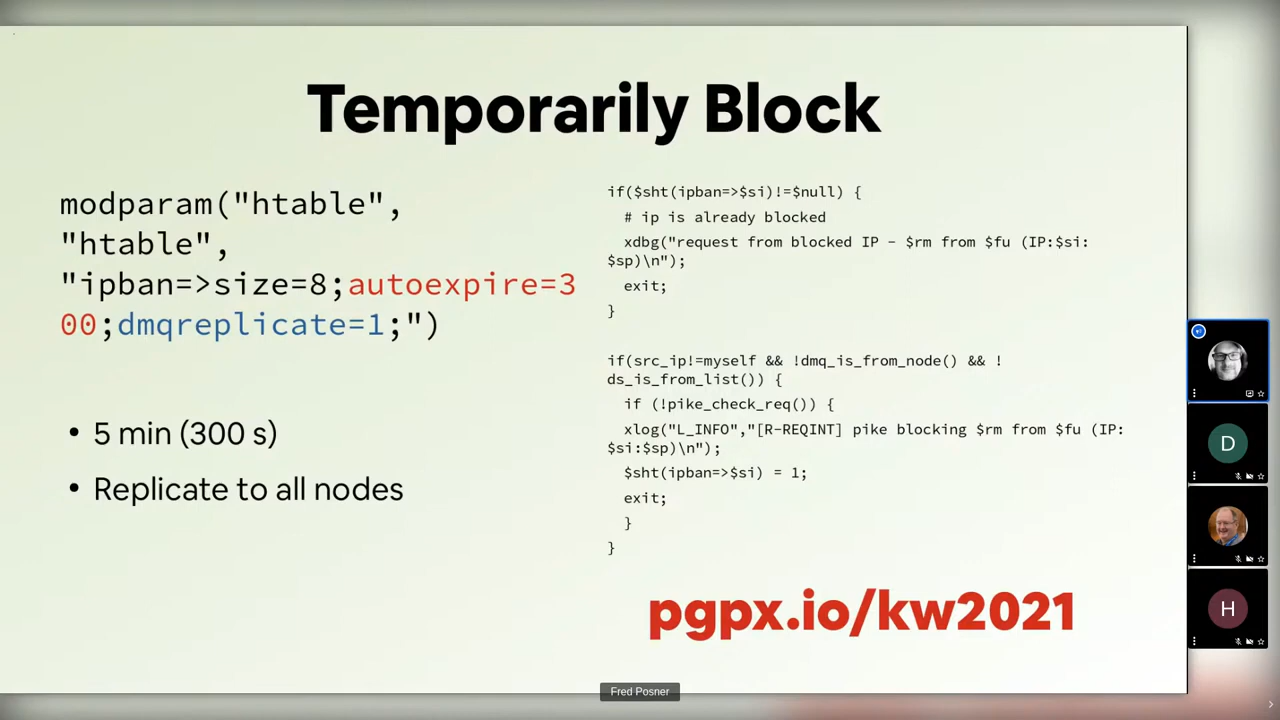 Temporarily Block
modparam("htable",
"htable",
"ipban=>size=8;autoexpire=3
00;dmqreplicate=1;")
• 5 min (300 s)
• Replicate to all nodes
if($sht(ipban=>$si)!=$null) {
# ip is already blocked
xdbg("request from blocked IP - $rm from $fu (IP:$si:
$sp)\n");
exit;
}
if(src_ip!=myself && !dmq_is_from_node() && !
ds_is_from_list()) {
if (!pike_check_req()) {
xlog("L_INFO","[R-REQINT] pike blocking $rm from $fu (IP:
$si:$sp)\n");
$sht(ipban=>$si) = 1;
exit;
}
}
pgpx.io/kw2021
D
H
Fred Posner